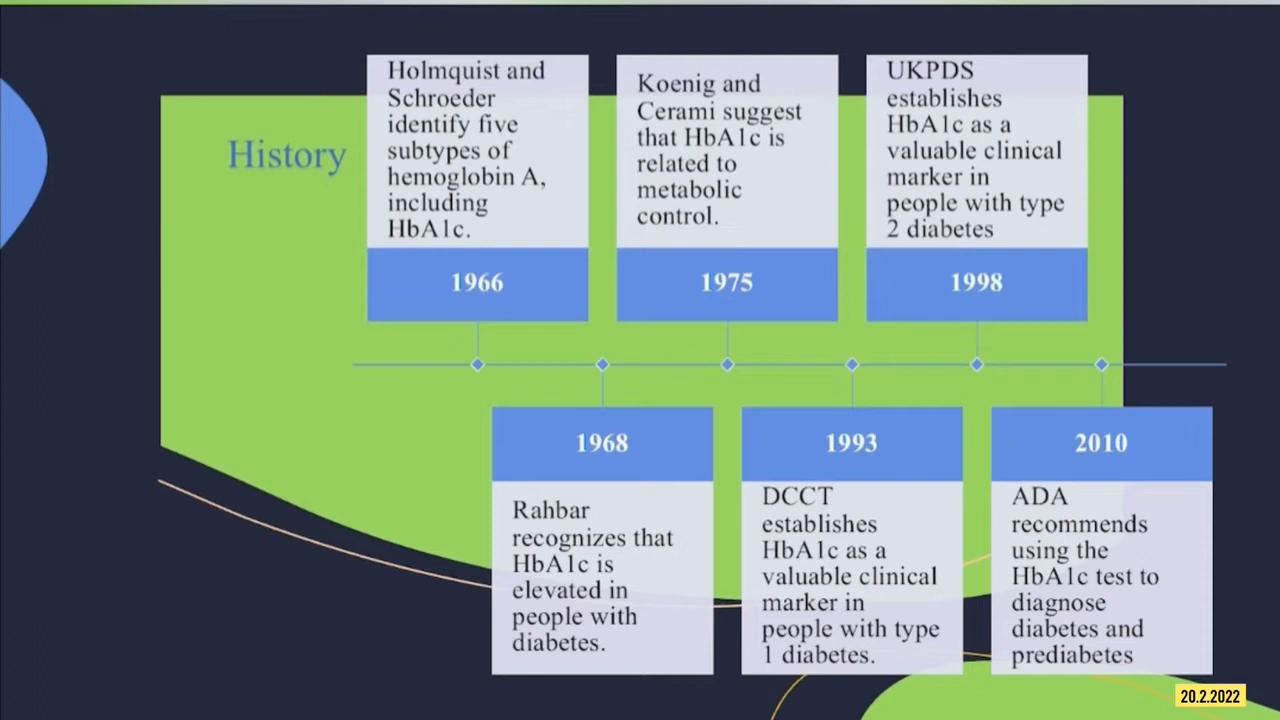 History
Holmquist and
Schroeder
identify five
subtypes of
hemoglobin A,
including
HbA1c.
1966
Rahbar
recognizes that
HbA1c is
elevated in
people with
diabetes.
1968
Koenig and
Cerami suggest
that HbA1c is
related to
metabolic
control.
1975
1993
DCCT
establishes
HbA1c as a
valuable clinical
marker in
people with type
1 diabetes.
UKPDS
establishes
HbA1c as a
valuable clinical
marker in
people with type
2 diabetes
1998
2010
ADA
recommends
using the
HbA1c test to
diagnose
diabetes and
prediabetes
20.2.2022